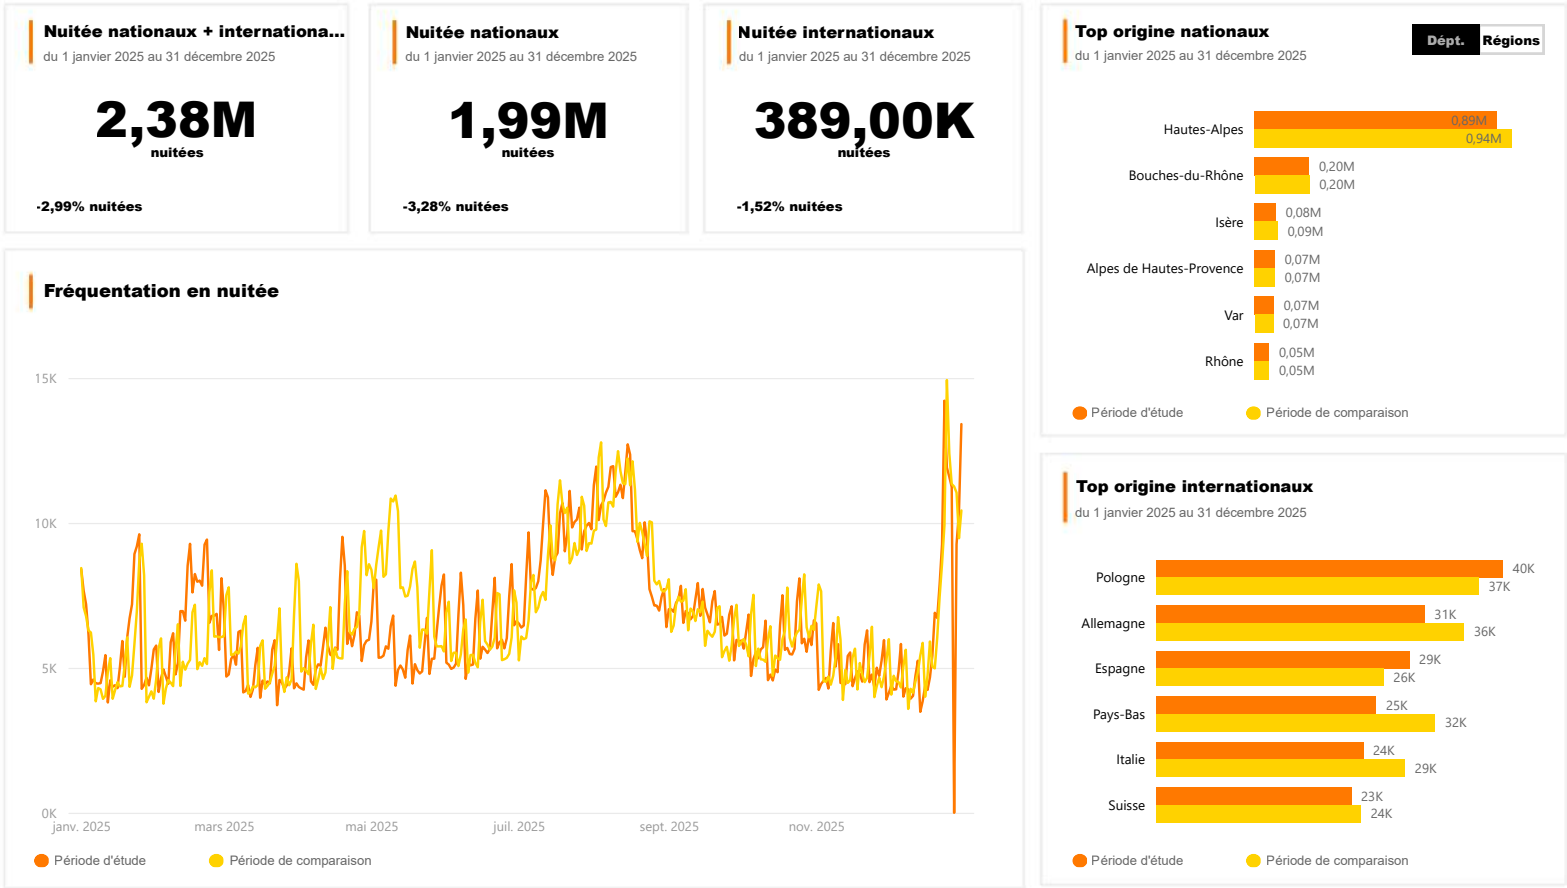 Nuitée nationaux + internationa...
du 1 janvier 2025 au 31 décembre 2025
2,38M
nuitées
-2,99% nuitées
Nuitée nationaux
du 1 janvier 2025 au 31 décembre 2025
1,99M
nuitées
-3,28% nuitées
Nuitée internationaux
du 1 janvier 2025 au 31 décembre 2025
389,00K
nuitées
-1,52% nuitées
Top origine nationaux
du 1 janvier 2025 au 31 décembre 2025
Dépt. Régions
Hautes-Alpes
0,89M
0,94M
Bouches-du-Rhône
0,20M
0,20M
Isère
0,08M
0,09M
Alpes de Hautes-Provence
0,07M
0,07M
Var
0,07M
0,07M
Rhône
0,05M
0,05M
Période d'étude
Période de comparaison
Fréquentation en nuitée
15K
10K
5K
0K
janv. 2025
mars 2025
mai 2025
juil. 2025
sept. 2025
nov. 2025
Période d'étude
Période de comparaison
Top origine internationaux
du 1 janvier 2025 au 31 décembre 2025
Pologne
40K
37K
Allemagne
31K
36K
Espagne
29K
26K
Pays-Bas
25K
32K
Italie
24K
29K
Suisse
23K
24K
Période d'étude
Période de comparaison